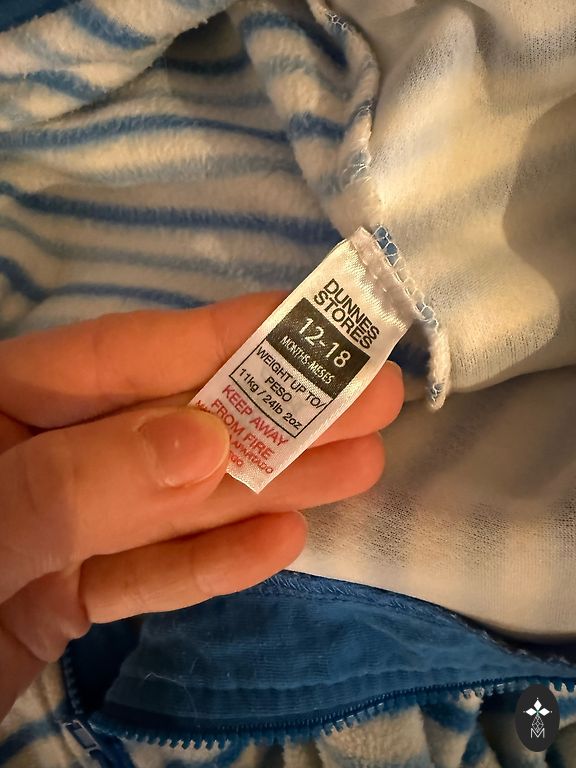 DUNNES
STORES
12-18
MONTHS-MESES
WEIGHT UP TO/
PESO
11kg / 24lb 2oz
KEEP AWAY
FROM FIRE